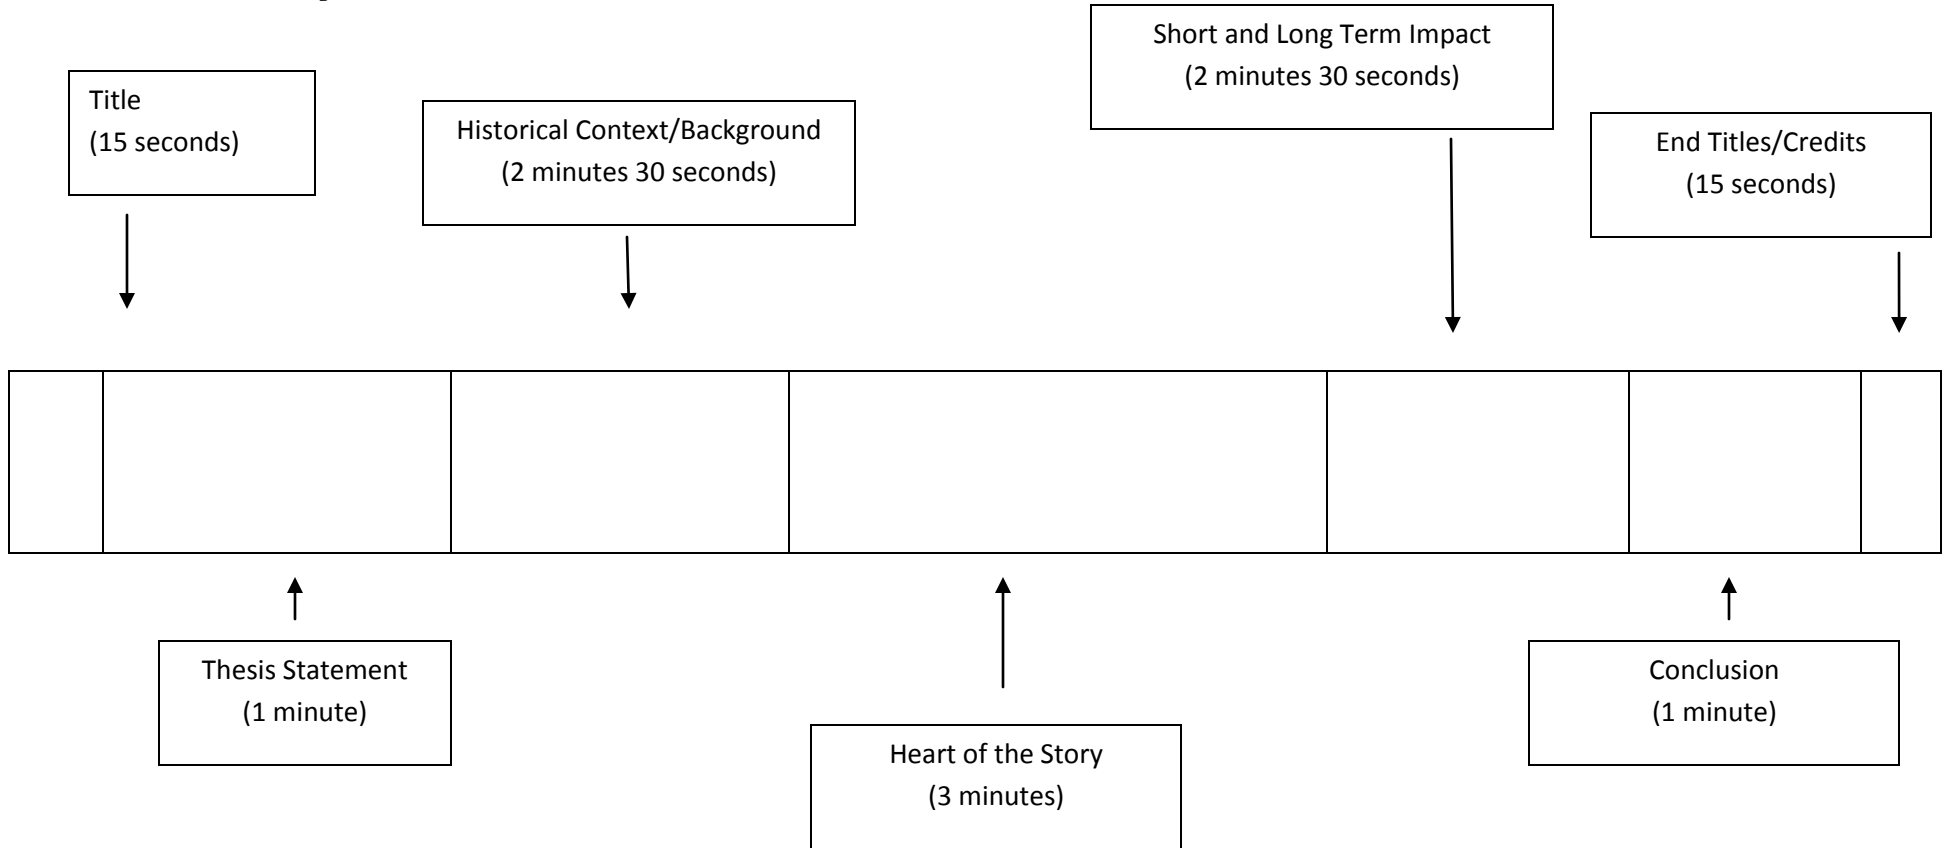 Short and Long Term Impact
(2 minutes 30 seconds)
Title
(15 seconds)
Historical Context/Background
(2 minutes 30 seconds)
End Titles/Credits
(15 seconds)
Thesis Statement
(1 minute)
Conclusion
(1 minute)
Heart of the Story
(3 minutes)